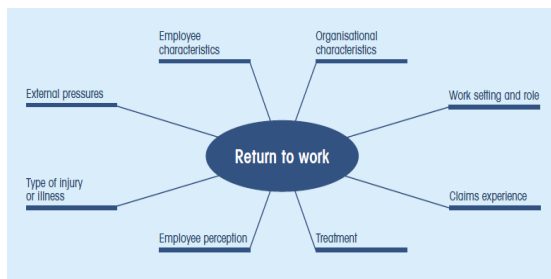 Employee
characteristics
Organisational
characteristics
External pressures
Work setting and role
Return to work
Type of injury
or illness
Claims experience
Employee perception
Treatment